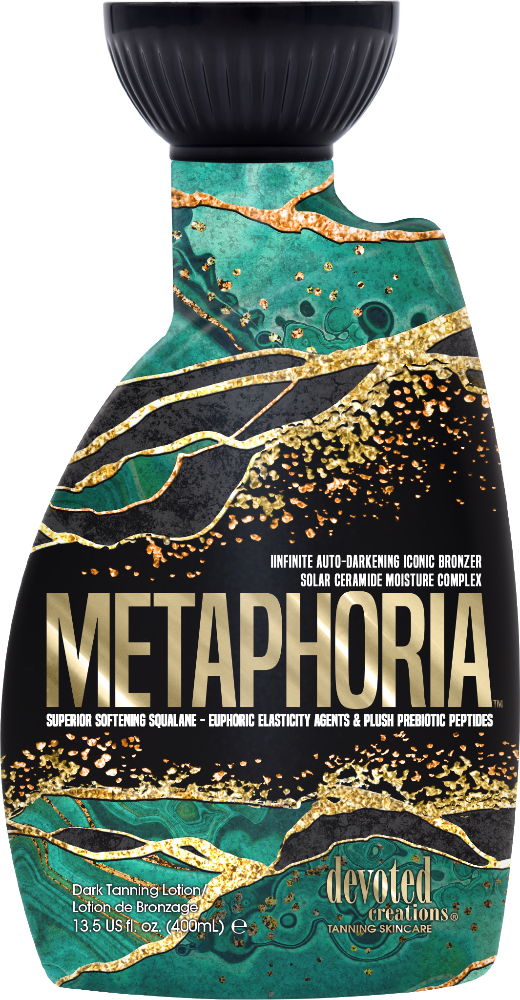 IINFINITE AUTO-DARKENING ICONIC BRONZER
SOLAR CERAMIDE MOISTURE COMPLEX
METAPHORIA™
SUPERIOR SOFTENING SQUALANE - EUPHORIC ELASTICITY AGENTS & PLUSH PREBIOTIC PEPTIDES
Dark Tanning Lotion/
Lotion de Bronzage
13.5 US fl. oz. (400mL) ℮
devoted
creations®
TANNING SKINCARE